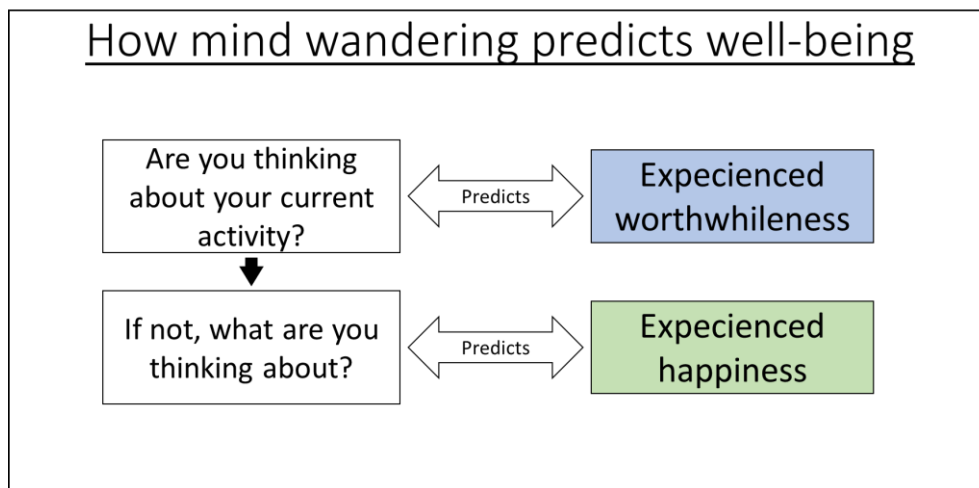 How mind wandering predicts well-being
Are you thinking
about your current
activity?
Predicts
Expecienced
worthwhileness
If not, what are you
thinking about?
Predicts
Expecienced
happiness